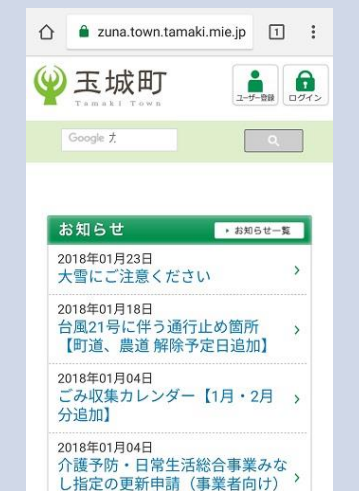 zuna.town.tamaki.mie.jp
1
玉城町
Tamaki Town
ユーザー登録
ログイン
Google カ
お知らせ
お知らせ一覧
2018年01月23日
大雪にご注意ください
2018年01月18日
台風21号に伴う通行止め箇所
【町道、農道 解除予定日追加】
2018年01月04日
ごみ収集カレンダー【1月・2月
分追加】
2018年01月04日
介護予防・日常生活総合事業みな
し指定の更新申請（事業者向け）